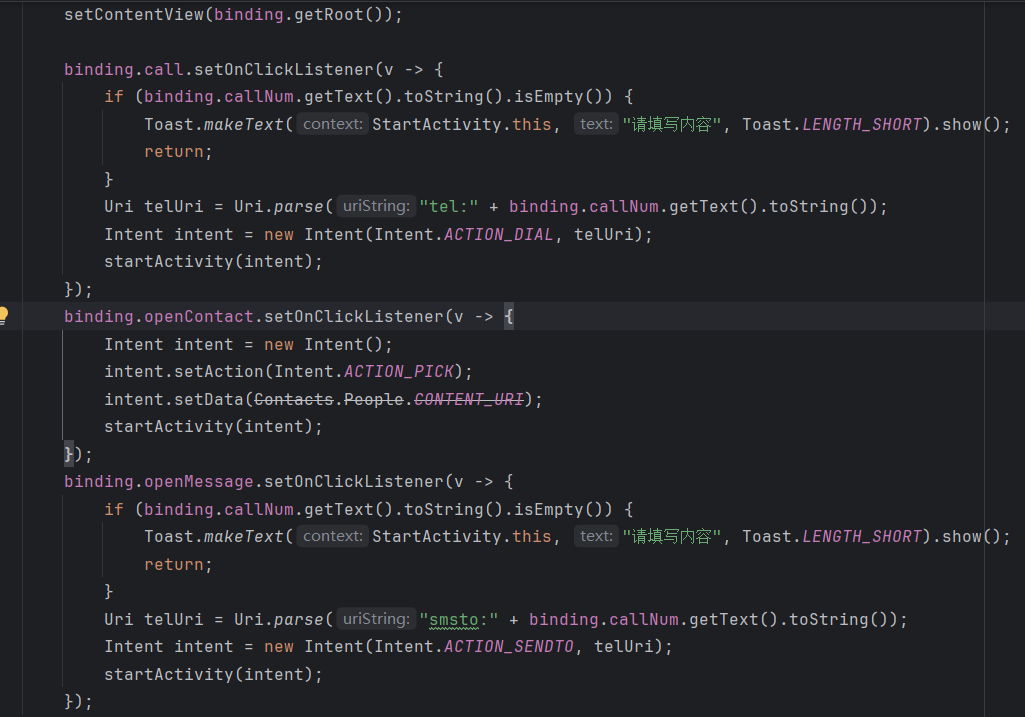 setContentView(binding.getRoot());
binding.call.setOnClickListener(v -> {
if (binding.callNum.getText().toString().isEmpty()) {
Toast.makeText( context: StartActivity.this, text: "请填写内容", Toast.LENGTH_SHORT).show();
return;
}
Uri telUri = Uri.parse( uriString: "tel:" + binding.callNum.getText().toString());
Intent intent = new Intent(Intent.ACTION_DIAL, telUri);
startActivity(intent);
});
binding.openContact.setOnClickListener(v -> {
Intent intent = new Intent();
intent.setAction(Intent.ACTION_PICK);
intent.setData(Contacts.People.CONTENT_URI);
startActivity(intent);
});
binding.openMessage.setOnClickListener(v -> {
if (binding.callNum.getText().toString().isEmpty()) {
Toast.makeText( context: StartActivity.this, text: "请填写内容", Toast.LENGTH_SHORT).show();
return;
}
Uri telUri = Uri.parse( uriString: "smsto:" + binding.callNum.getText().toString());
Intent intent = new Intent(Intent.ACTION_SENDTO, telUri);
startActivity(intent);
});